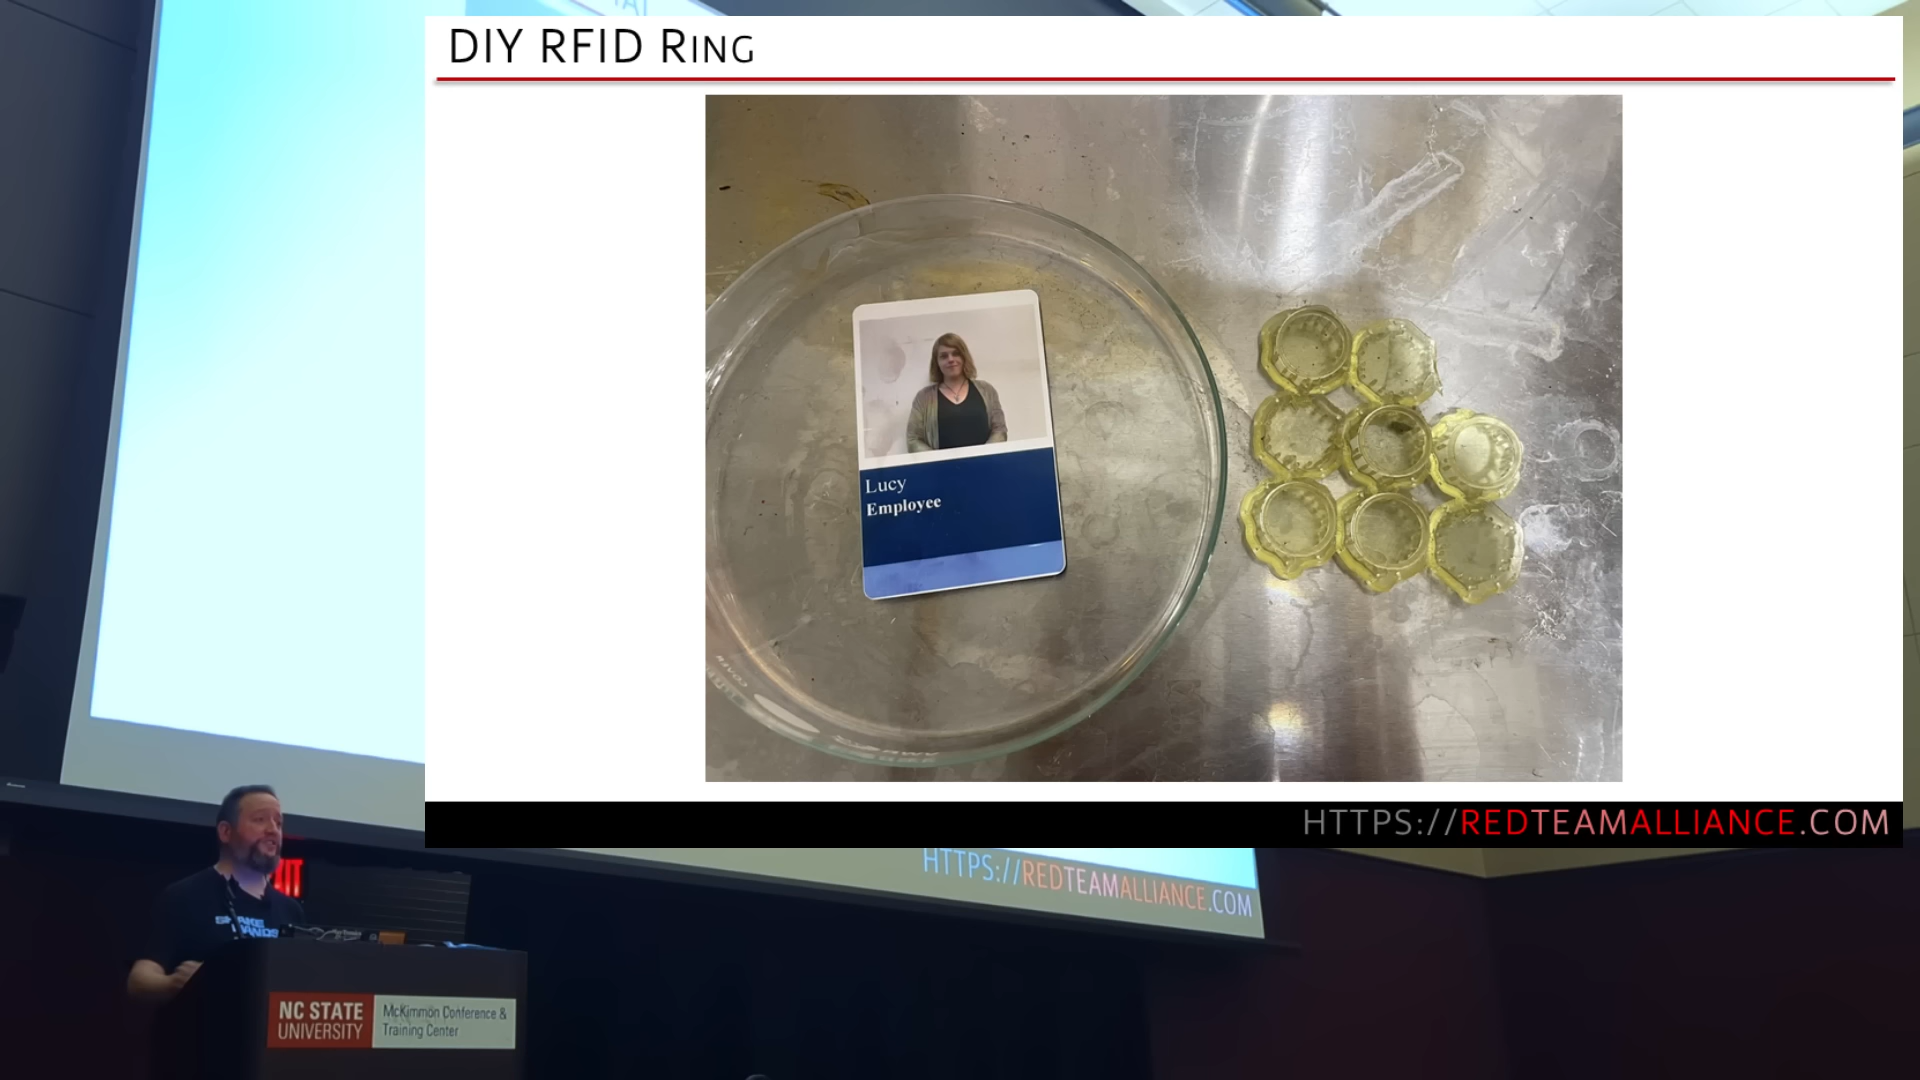 DIY RFID RING
Lucy
Employee
HTTPS://REDTEAMALLIANCE.COM
HTTPS://REDTEAMALLIANCE.COM
NC STATE
UNIVERSITY
McKimmon Conference &
Training Center